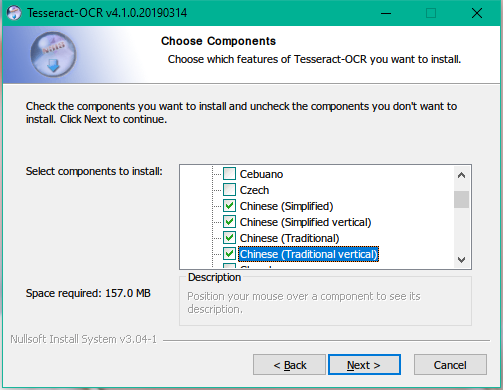 Tesseract-OCR v4.1.0.20190314
Choose Components
Choose which features of Tesseract-OCR you want to install.
Check the components you want to install and uncheck the components you don't want to
install. Click Next to continue.
Select components to install:
Cebuano
Czech
Chinese (Simplified)
Chinese (Simplified vertical)
Chinese (Traditional)
Chinese (Traditional vertical)
Description
Space required: 157.0 MB
Position your mouse over a component to see its
description.
Nullsoft Install System v3.04-1
< Back
Next >
Cancel